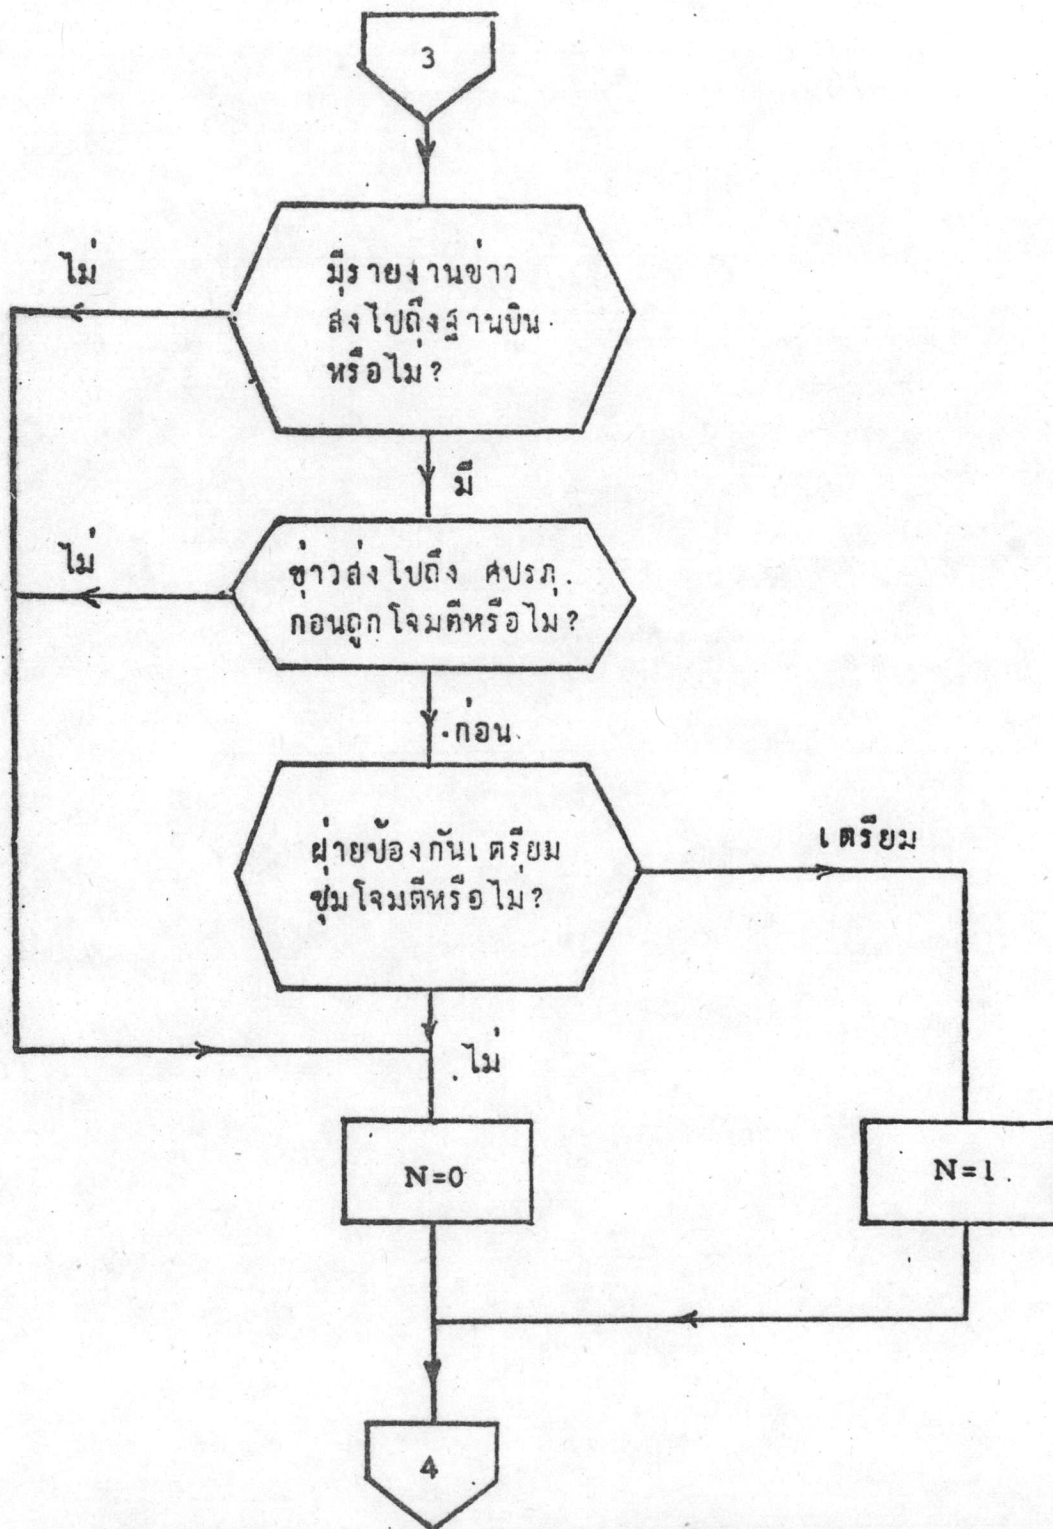 3
ไม่
มีรายงานข่าว
ส่งไปถึงฐานบิน
หรือไม่?
มี
ไม่
ข่าวส่งไปถึง ศปรภ.
ก่อนถูกโจมตีหรือไม่?
ก่อน
ฝ่ายป้องกันเตรียม
ซุ่มโจมตีหรือไม่?
เตรียม
ไม่
N=0
N=1
4